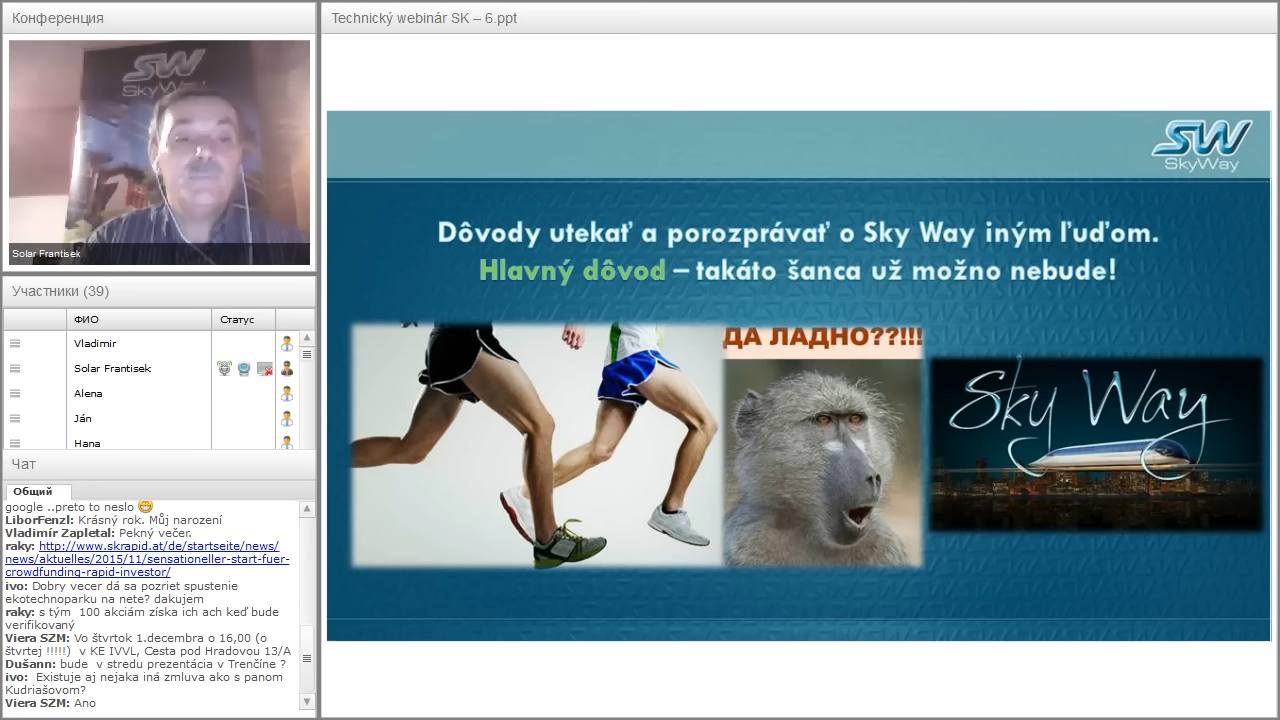 Конференция
SW
SkyWay
Solar Frantisek
Участники (39)
ФИО
Статус
Vladimir
Solar Frantisek
Alena
Ján
Hana
Чат
Общий
google ..preto to neslo
LiborFenzl: Krásný rok. Můj narození
Vladimír Zapletal: Pekný večer.
raky: http://www.skrapid.at/de/startseite/news/
news/aktuelles/2015/11/sensationeller-start-fuer-
crowdfunding-rapid-investor/
ivo: Dobry vecer dá sa pozriet spustenie
ekotechnoparku na nete? dakujem
raky: s tým  100 akciám získa ich ach keď bude
verifikovaný
Viera SZM: Vo štvrtok 1.decembra o 16,00 (o
štvrtej !!!!!)  v KE IVVL, Cesta pod Hradovou 13/A
Dušann: bude  v stredu prezentácia v Trenčíne ?
ivo:  Existuje aj nejaka iná zmluva ako s panom
Kudriašovom?
Viera SZM: Ano
Technický webinár SK – 6.ppt
SW
SkyWay
Dôvody utekať a porozprávať o Sky Way iným ľuďom.
Hlavný dôvod – takáto šanca už možno nebude!
ДА ЛАДНО??!!!
Sky Way